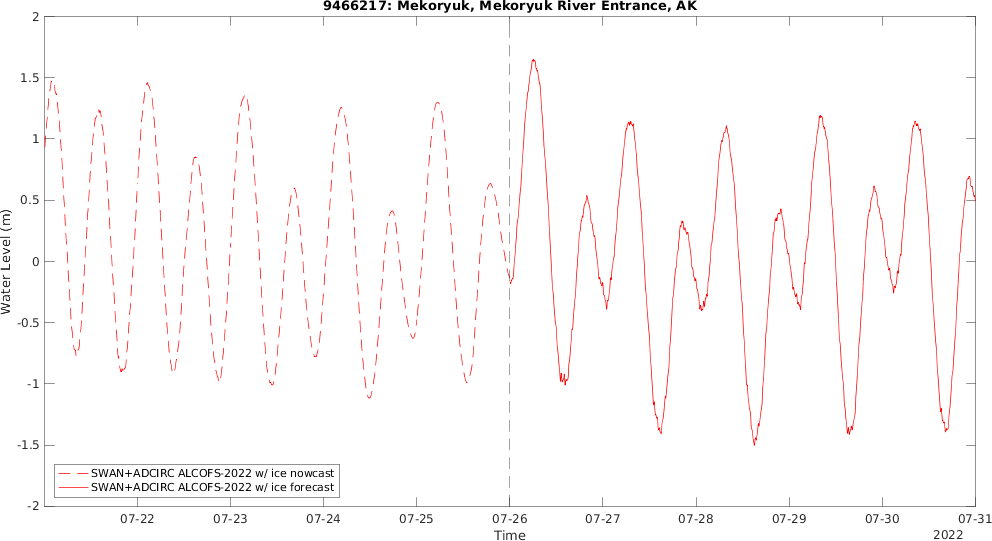 9466217: Mekoryuk, Mekoryuk River Entrance, AK
2
1.5
1
0.5
0
-0.5
-1
-1.5
-2
Water Level (m)
SWAN+ADCIRC ALCOFS-2022 w/ ice nowcast
SWAN+ADCIRC ALCOFS-2022 w/ ice forecast
07-22 07-23 07-24 07-25 07-26 07-27 07-28 07-29 07-30 07-31
Time
2022